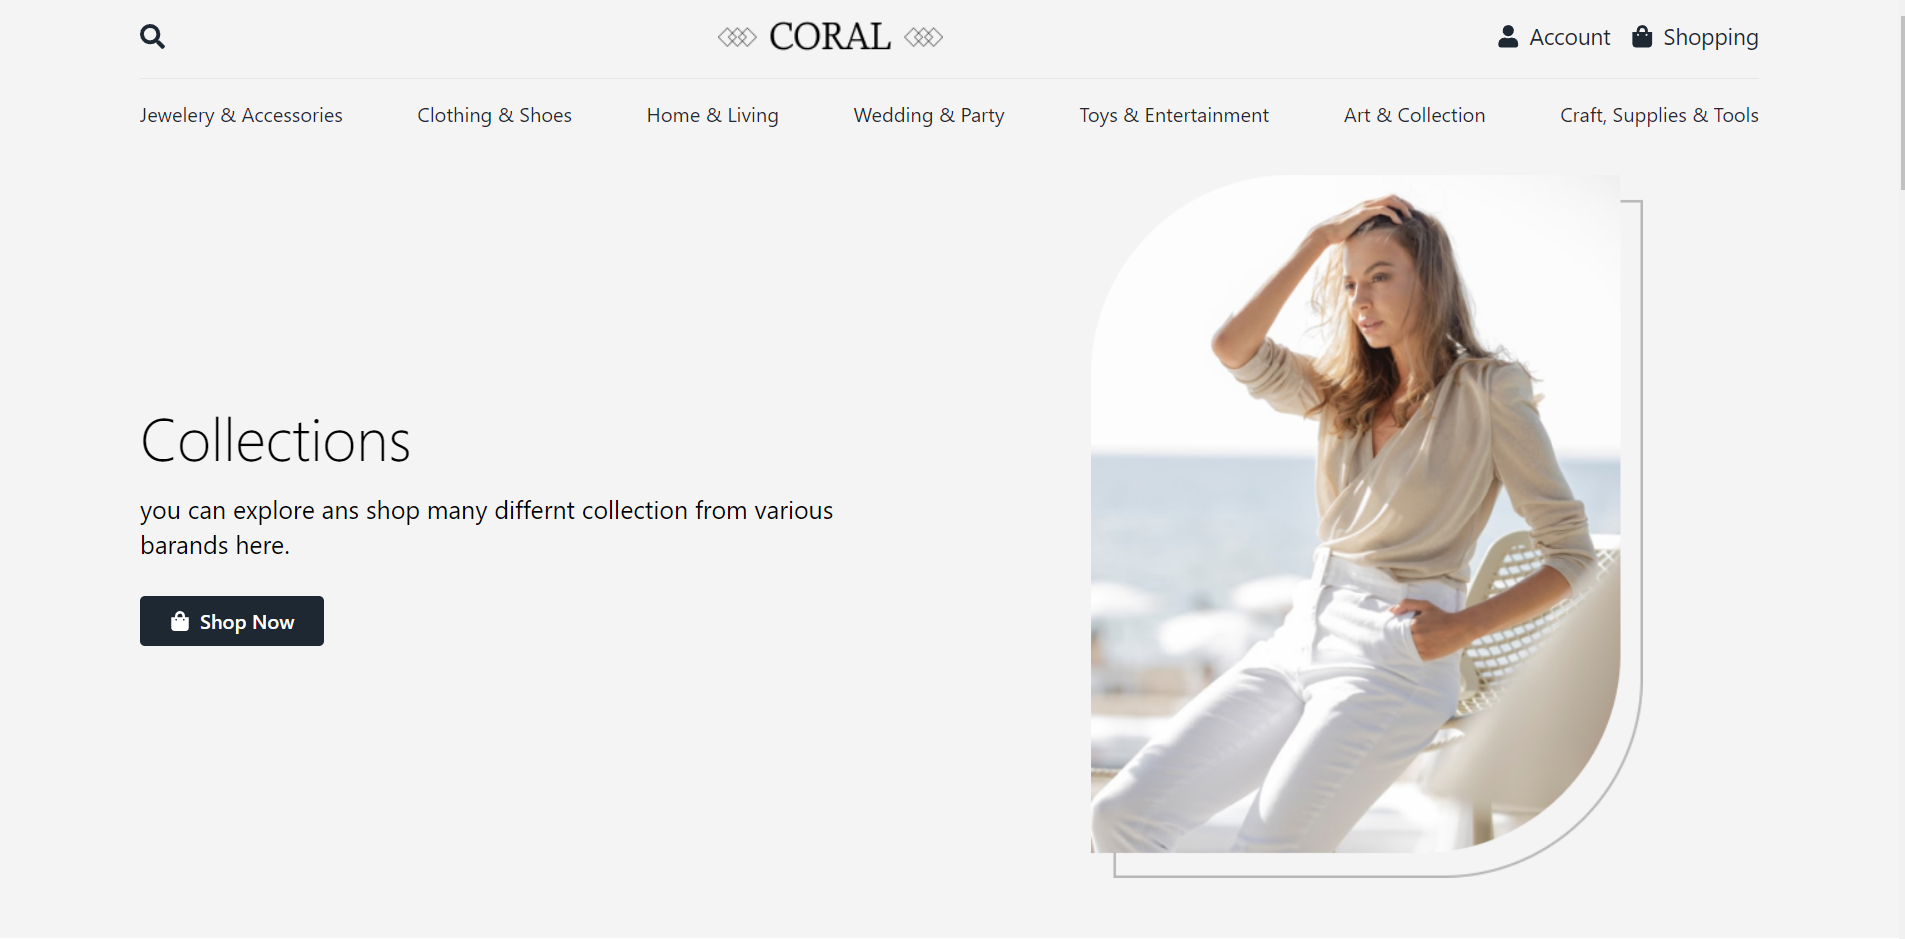 CORAL
Account
Shopping
Jewelery & Accessories
Clothing & Shoes
Home & Living
Wedding & Party
Toys & Entertainment
Art & Collection
Craft, Supplies & Tools
Collections
you can explore ans shop many differnt collection from various
barands here.
Shop Now